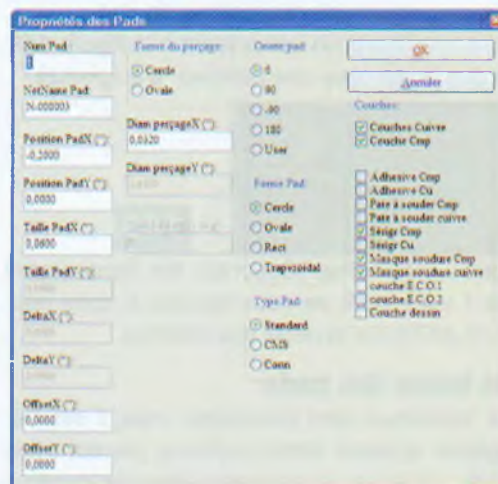 Propriétés des Pads
Num Pad :
1
NetName Pad:
N-000003
Position PadX ("):
-0,2000
Position PadY ("):
0,0000
Taille PadX ("):
0,0600
Taille PadY ("):
DeltaX ("):
DeltaY ("):
OffsetX ("):
0,0000
OffsetY ("):
0,0000
Forme du perçage:
Cercle
Ovale
Diam perçageX ("):
0,0320
Diam perçageY ("):
Orient pad:
0
90
-90
180
User
Forme Pad:
Cercle
Ovale
Rect
Trapezoidal
Type Pad:
Standard
CMS
Conn
OK
Annuler
Couches:
Couches Cuivre
Couche Cmp
Adhesive Cmp
Adhesive Cu
Pate à souder Cmp
Pate à souder cuivre
Sérigr Cmp
Sérigr Cu
Masque soudure Cmp
Masque soudure cuivre
couche E.C.O.1
couche E.C.O.2
Couche dessin